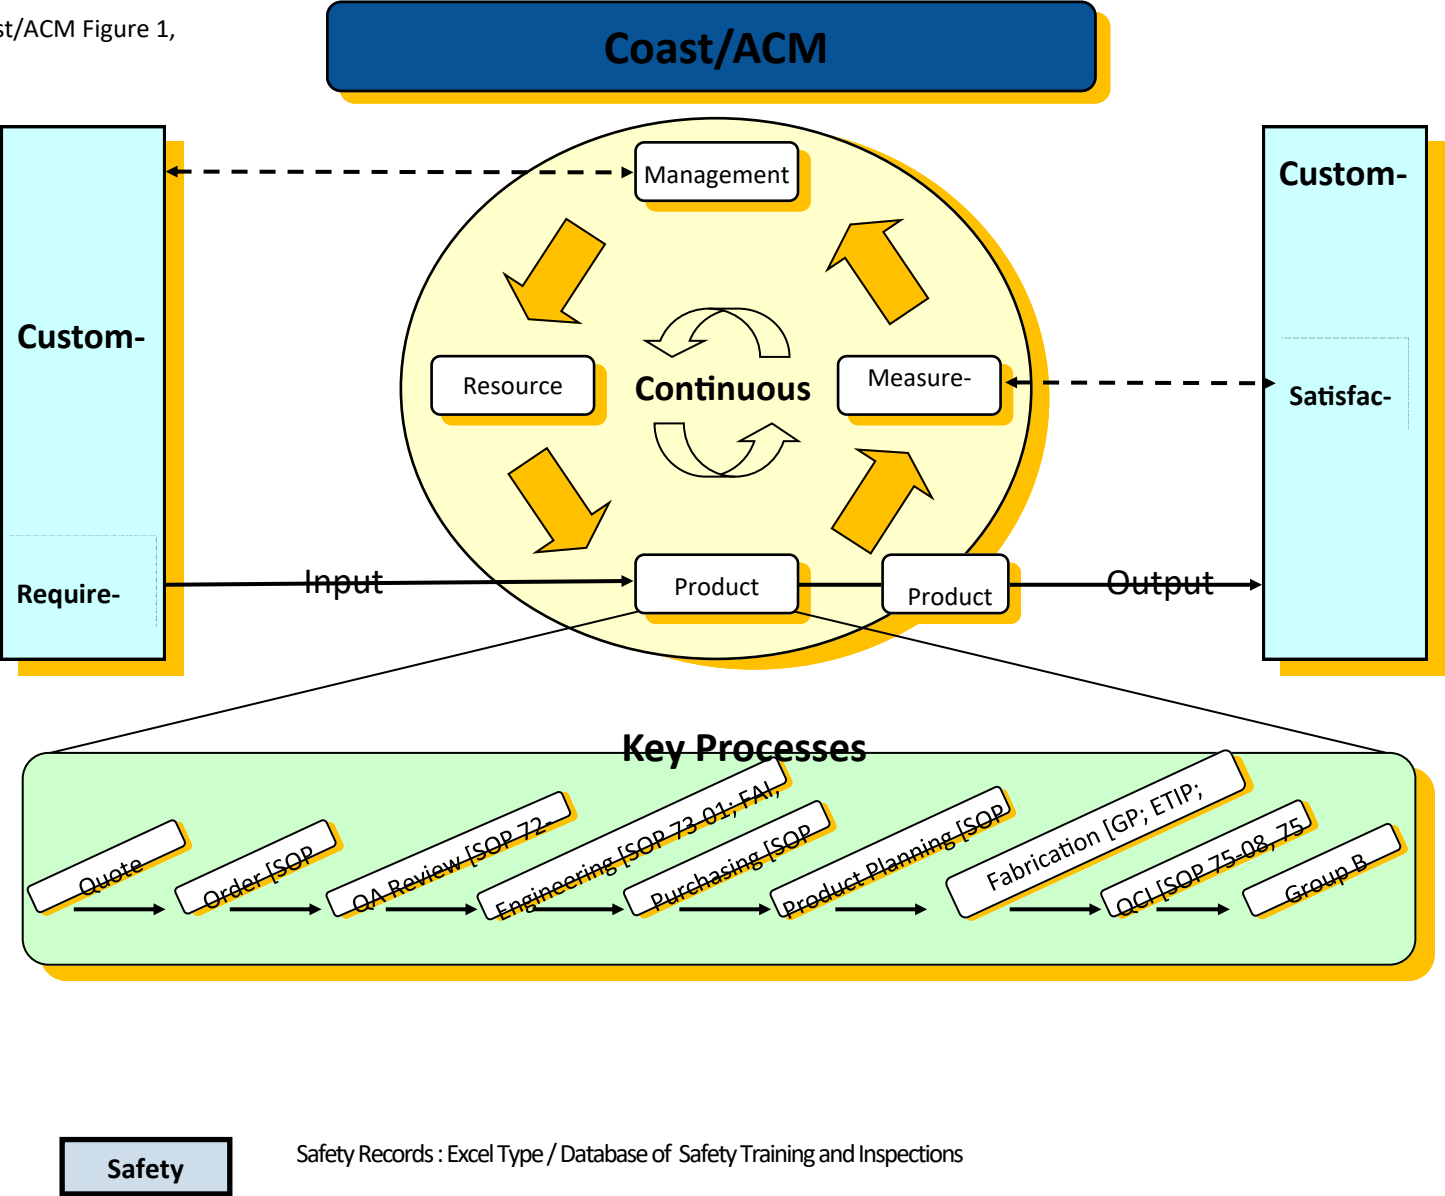 st/ACM Figure 1,
Coast/ACM
Management
Custom-
Custom-
Resource
Continuous
Measure-
Satisfac-
Require-
Input
Product
Product
Output
Key Processes
Quote
Order [SOP
QA Review [SOP 72-
Engineering [SOP 73-01; FAI,
Purchasing [SOP
Product Planning [SOP
Fabrication [GP; ETIP;
QCI [SOP 75-08, 75
Group B
Safety
Safety Records : Excel Type / Database of Safety Training and Inspections